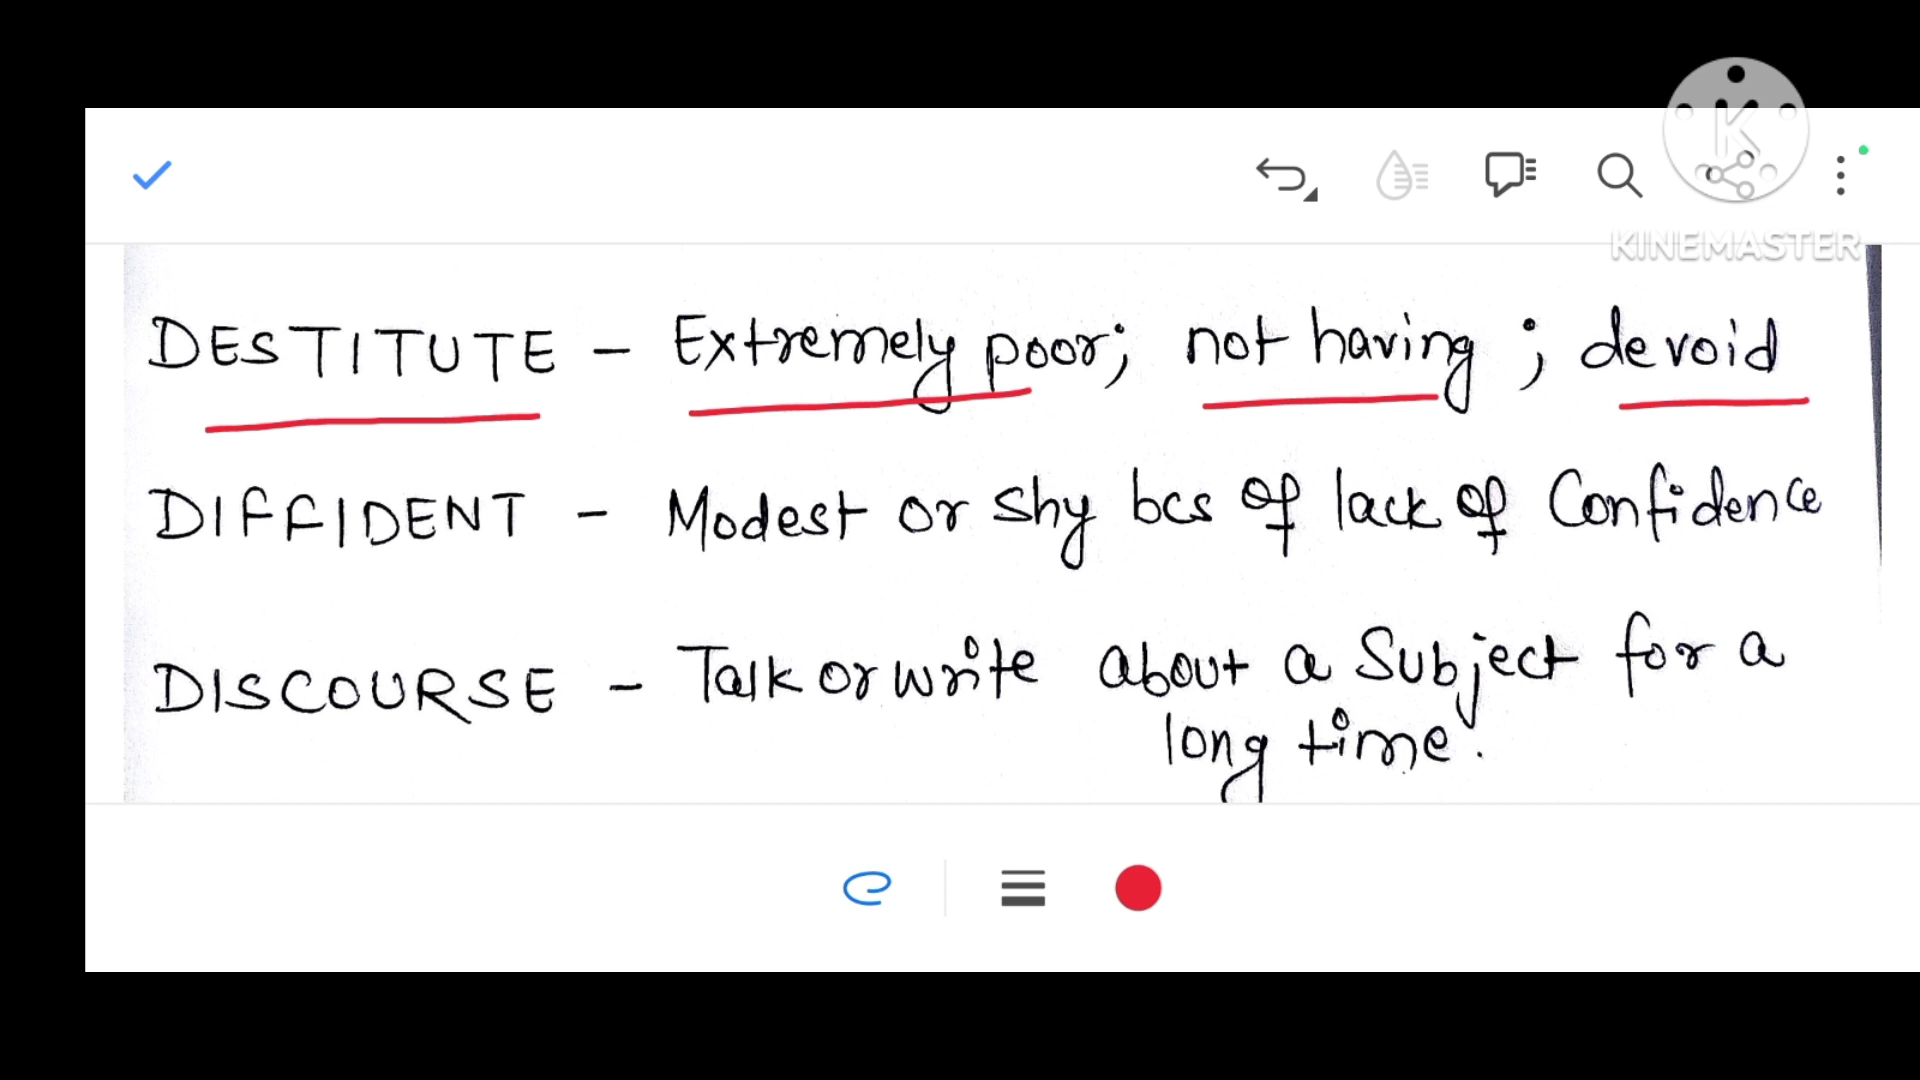 K
KINEMASTER
DESTITUTE - Extremely poor; not having ; devoid
DIFFIDENT - Modest or shy bcs of lack of Confidence
DISCOURSE - Talk or write about a Subject for a
long time.